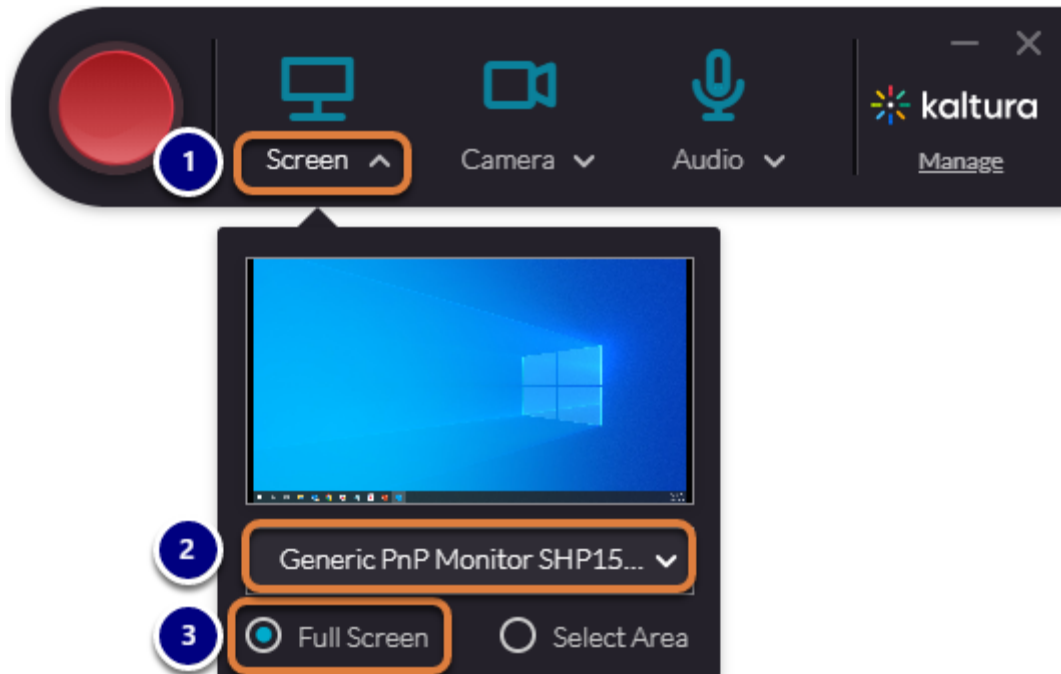 kaltura
1
Screen
Camera
Audio
Manage
2
Generic PnP Monitor SHP15...
3
Full Screen
Select Area